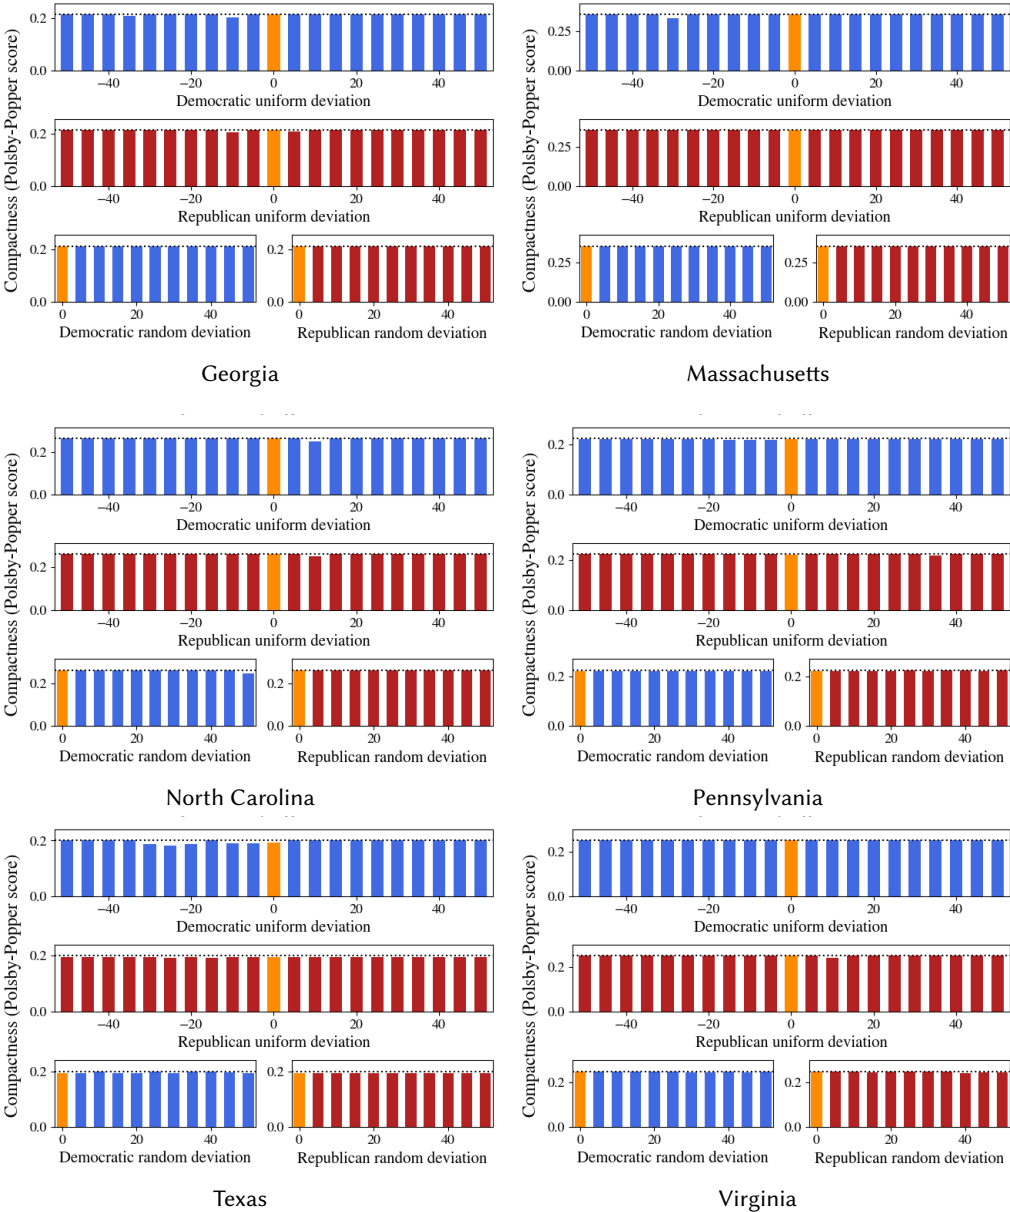 Compactness (Polsby-Popper score)
0.2
0.0
−40 −20 0 20 40
Democratic uniform deviation
0.2
0.0
−40 −20 0 20 40
Republican uniform deviation
0.2
0.0
0 20 40
Democratic random deviation
0.2
0.0
0 20 40
Republican random deviation
Georgia
Compactness (Polsby-Popper score)
0.25
0.00
−40 −20 0 20 40
Democratic uniform deviation
0.25
0.00
−40 −20 0 20 40
Republican uniform deviation
0.25
0.00
0 20 40
Democratic random deviation
0.25
0.00
0 20 40
Republican random deviation
Massachusetts
Compactness (Polsby-Popper score)
0.2
0.0
−40 −20 0 20 40
Democratic uniform deviation
0.2
0.0
−40 −20 0 20 40
Republican uniform deviation
0.2
0.0
0 20 40
Democratic random deviation
0.2
0.0
0 20 40
Republican random deviation
North Carolina
Compactness (Polsby-Popper score)
0.2
0.0
−40 −20 0 20 40
Democratic uniform deviation
0.2
0.0
−40 −20 0 20 40
Republican uniform deviation
0.2
0.0
0 20 40
Democratic random deviation
0.2
0.0
0 20 40
Republican random deviation
Pennsylvania
Compactness (Polsby-Popper score)
0.2
0.0
−40 −20 0 20 40
Democratic uniform deviation
0.2
0.0
−40 −20 0 20 40
Republican uniform deviation
0.2
0.0
0 20 40
Democratic random deviation
0.2
0.0
0 20 40
Republican random deviation
Texas
Compactness (Polsby-Popper score)
0.2
0.0
−40 −20 0 20 40
Democratic uniform deviation
0.2
0.0
−40 −20 0 20 40
Republican uniform deviation
0.2
0.0
0 20 40
Democratic random deviation
0.2
0.0
0 20 40
Republican random deviation
Virginia